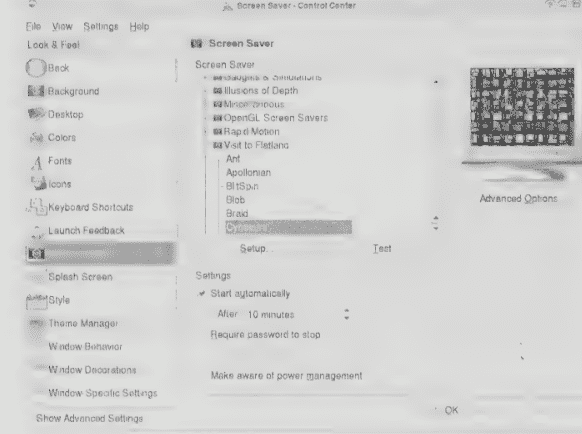 Screen Saver - Control Center
File View Settings Help
Look & Feel
Back
Background
Desktop
Colors
Fonts
Icons
Keyboard Shortcuts
Launch Feedback
Splash Screen
Style
Theme Manager
Window Behavior
Window Decorations
Window-Specific Settings
Show Advanced Settings
Screen Saver
Screen Saver
& Simulations
Illusions of Depth
OpenGL Screen Savers
Rapid Motion
Visit to Flatland
Ant
Apollonian
BlitSpin
Blob
Braid
Setup...
Test
Settings
Start automatically
After 10 minutes
Require password to stop
Make aware of power management
Advanced Options
OK